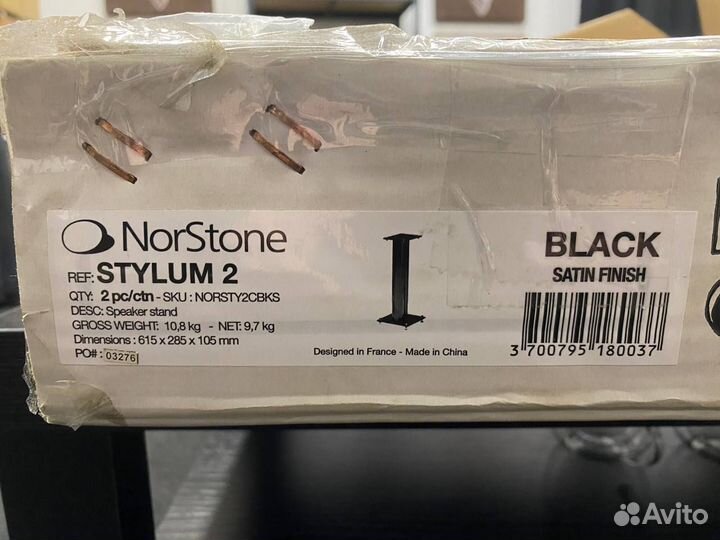 NorStone
REF: STYLUM 2
QTY: 2 pc/ctn - SKU : NORSTY2CBKS
DESC: Speaker stand
GROSS WEIGHT: 10,8 kg - NET: 9,7 kg
Dimensions : 615 x 285 x 105 mm
PO# : 03276
Designed in France - Made in China
BLACK
SATIN FINISH
3 700795 180037
Avito